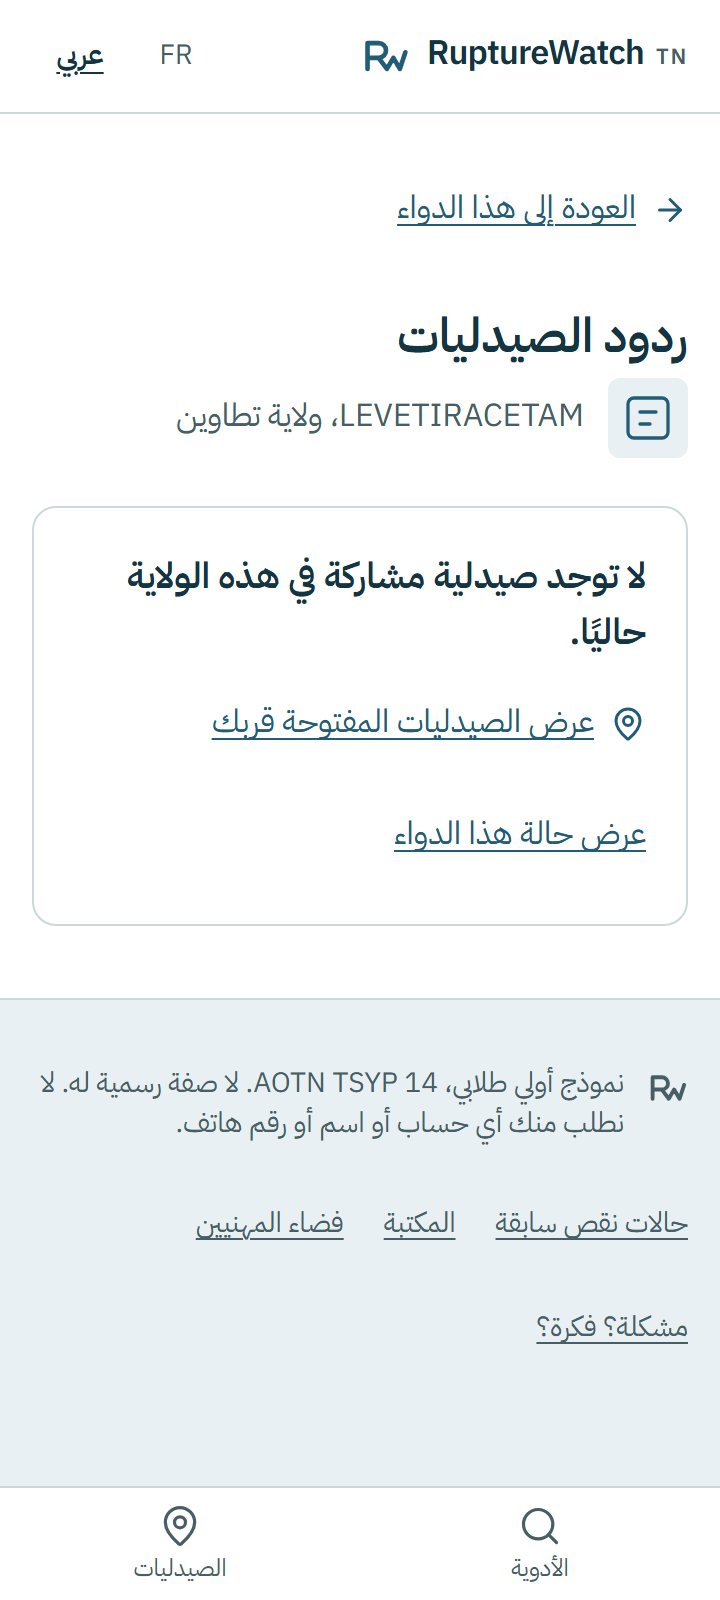 RuptureWatch TN
FR
عربي
العودة إلى هذا الدواء
ردود الصيدليات
LEVETIRACETAM، ولاية تطاوين
لا توجد صيدلية مشاركة في هذه الولاية
حاليًا.
عرض الصيدليات المفتوحة قربك
عرض حالة هذا الدواء
نموذج أولي طلابي، AOTN TSYP 14. لا صفة رسمية له. لا
نطلب منك أي حساب أو اسم أو رقم هاتف.
حالات نقص سابقة
المكتبة
فضاء المهنيين
مشكلة؟ فكرة؟
الأدوية
الصيدليات